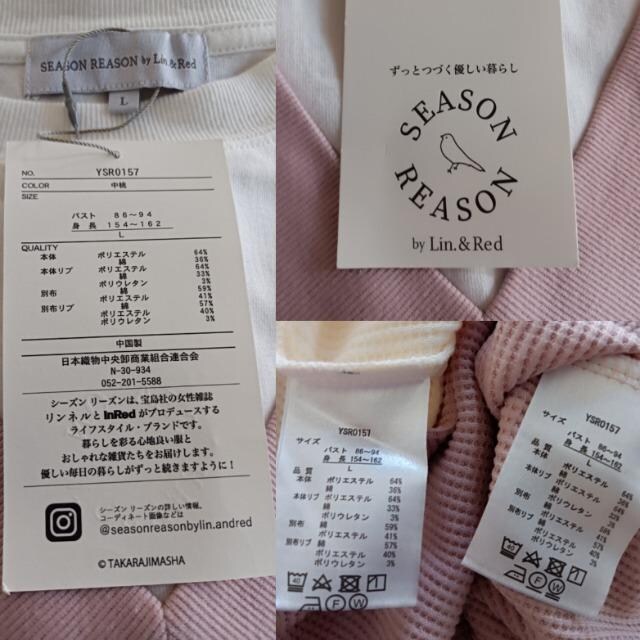 SEASON REASON by Lin.&Red
L
NO. YSR0157
COLOR 中桃
SIZE
バスト 86～94
身長 154～162
L
QUALITY
本体 ポリエステル 64%
綿 36%
本体リブ ポリエステル 64%
綿 33%
ポリウレタン 3%
別布 綿 59%
ポリエステル 41%
別布リブ 綿 57%
ポリエステル 40%
ポリウレタン 3%
中国製
日本織物中央卸商業組合連合会
N-30-934
052-201-5588
シーズン リーズンは、宝島社の女性雑誌
リンネルと InRed がプロデュースする
ライフスタイル・ブランドです。
暮らしを彩る心地良い服と
おしゃれな雑貨たちをお届けします。
優しい毎日の暮らしがずっと続きますように！
シーズン リーズンの詳しい情報、
コーディネート画像などは
@seasonreasonbylin.andred
©TAKARAJIMASHA
ずっとつづく優しい暮らし
SEASON
REASON
by Lin.&Red
YSR0157
サイズ バスト 86～94
身長 154～162
L
品質
本体 ポリエステル 64%
綿 36%
本体リブ ポリエステル 64%
綿 33%
ポリウレタン 3%
別布 綿 59%
ポリエステル 41%
別布リブ 綿 57%
ポリエステル 40%
ポリウレタン 3%
YSR0157
サイズ バスト 86～94
身長 154～162
L
品質
本体 ポリエステル 64%
綿 36%
本体リブ ポリエステル 64%
綿 33%
ポリウレタン 3%
別布 綿 59%
ポリエステル 41%
別布リブ 綿 57%
ポリエステル 40%
ポリウレタン 3%